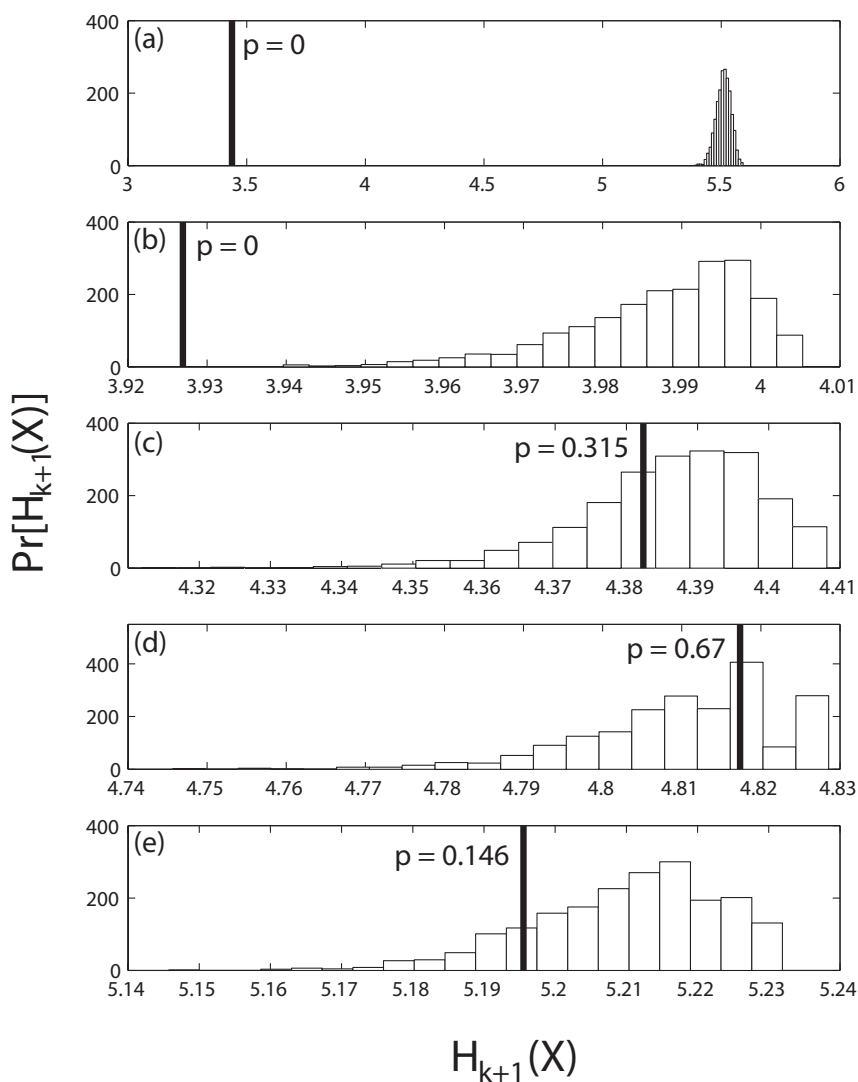 Pr[Hk+1(X)]
(a)
p = 0
400
200
0
3 3.5 4 4.5 5 5.5 6
(b)
p = 0
400
200
0
3.92 3.93 3.94 3.95 3.96 3.97 3.98 3.99 4 4.01
(c)
p = 0.315
400
200
0
4.32 4.33 4.34 4.35 4.36 4.37 4.38 4.39 4.4 4.41
(d)
p = 0.67
400
200
0
4.74 4.75 4.76 4.77 4.78 4.79 4.8 4.81 4.82 4.83
(e)
p = 0.146
400
200
0
5.14 5.15 5.16 5.17 5.18 5.19 5.2 5.21 5.22 5.23 5.24
Hk+1(X)